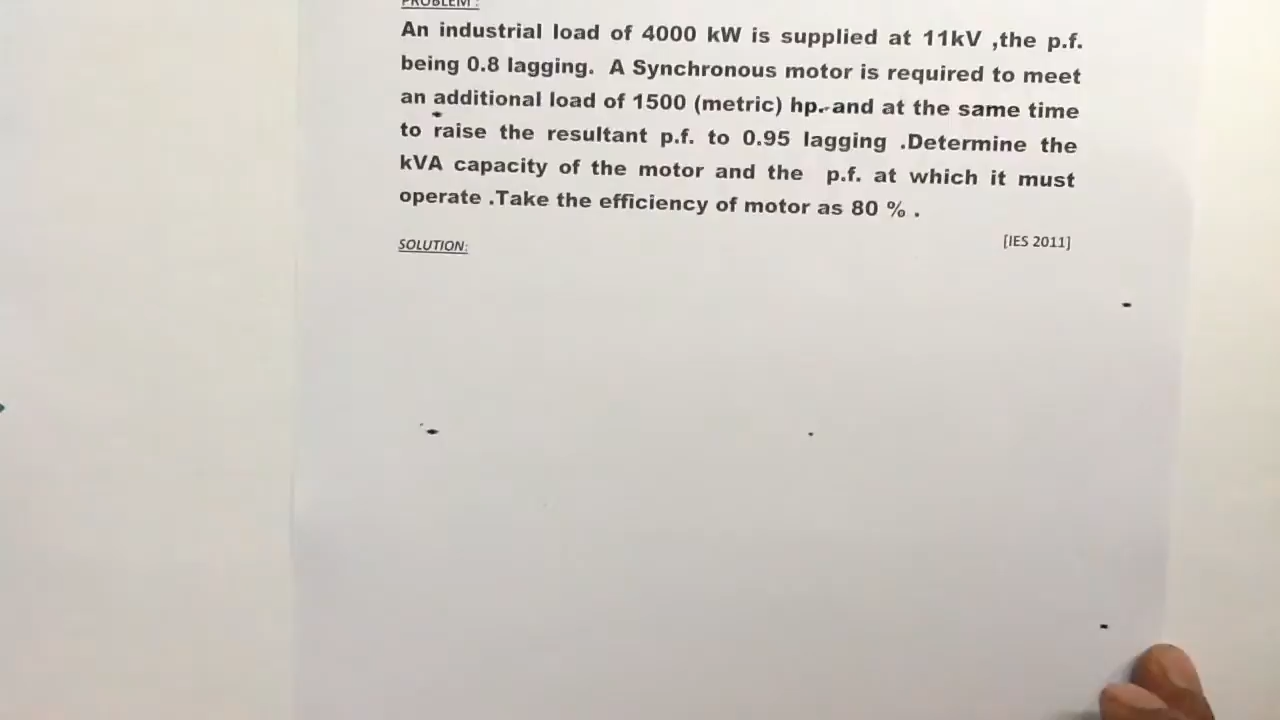 PROBLEM :
An industrial load of 4000 kW is supplied at 11kV ,the p.f.
being 0.8 lagging. A Synchronous motor is required to meet
an additional load of 1500 (metric) hp. and at the same time
to raise the resultant p.f. to 0.95 lagging .Determine the
kVA capacity of the motor and the p.f. at which it must
operate .Take the efficiency of motor as 80 % .
[IES 2011]
SOLUTION: